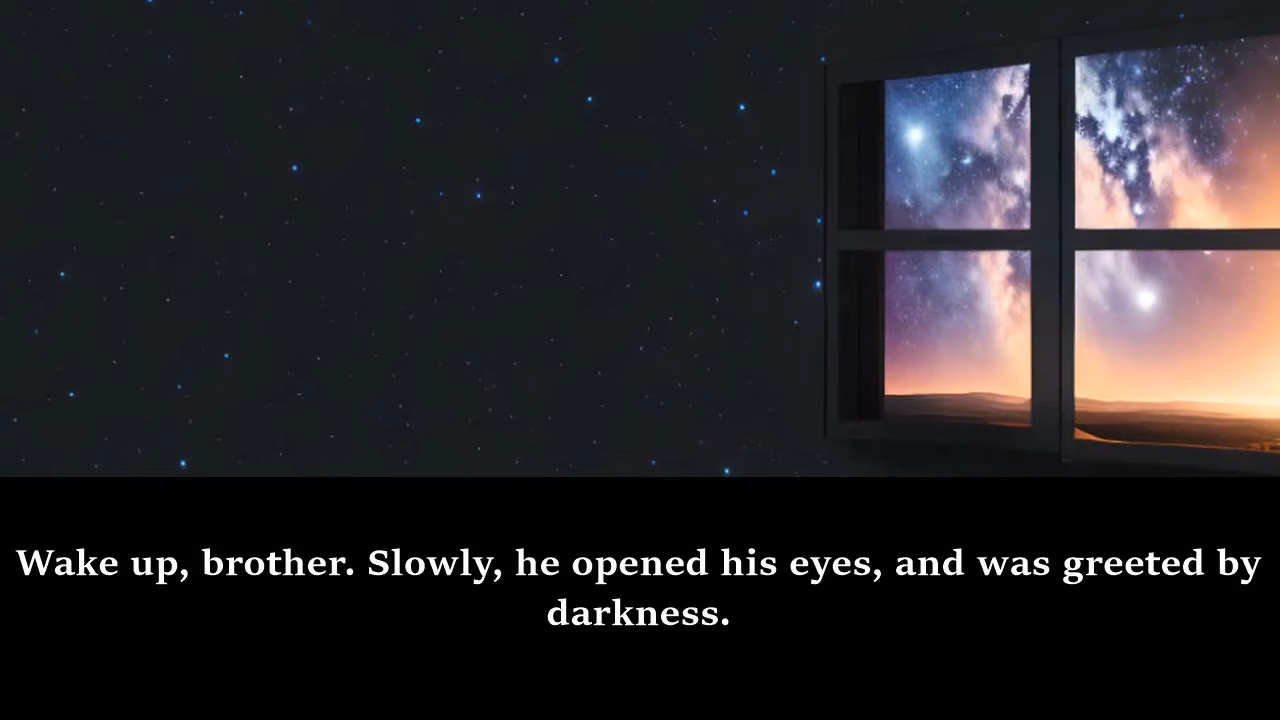 Wake up, brother. Slowly, he opened his eyes, and was greeted by
darkness.